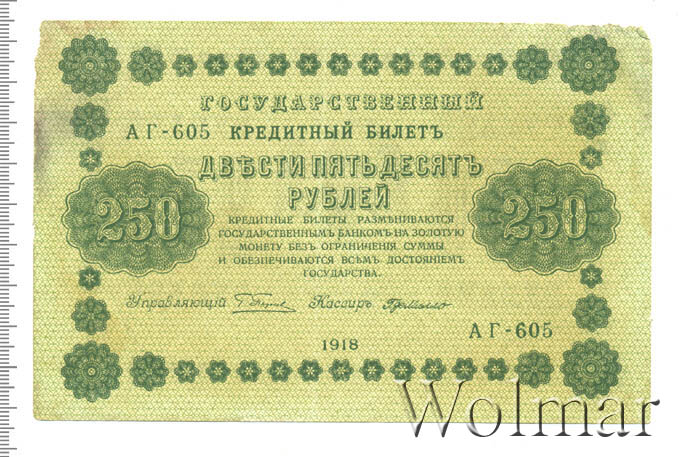 ГОСУДАРСТВЕННЫЙ
АГ-605 КРЕДИТНЫЙ БИЛЕТЪ
ДВѢСТИ ПЯТЬДЕСЯТЪ
РУБЛЕЙ
250
250
КРЕДИТНЫЕ БИЛЕТЫ РАЗМѢНИВАЮТСЯ
ГОСУДАРСТВЕННЫМЪ БАНКОМЪ НА ЗОЛОТУЮ
МОНЕТУ БЕЗЪ ОГРАНИЧЕНІЯ СУММЫ
И ОБЕЗПЕЧИВАЮТСЯ ВСѢМЪ ДОСТОЯНІЕМЪ
ГОСУДАРСТВА.
Управляющій Кассиръ
АГ-605
1918
Wolmar